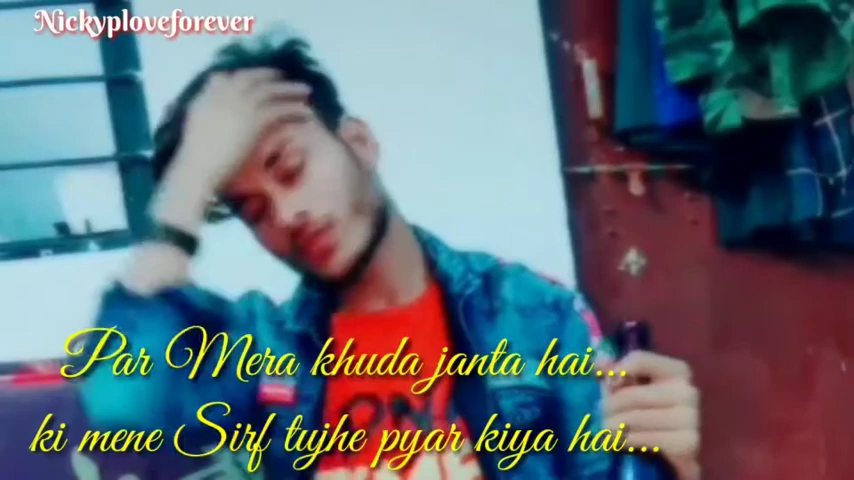 Nickyploveforever
Par Mera khuda janta hai...
ki mene Sirf tujhe pyar kiya hai...